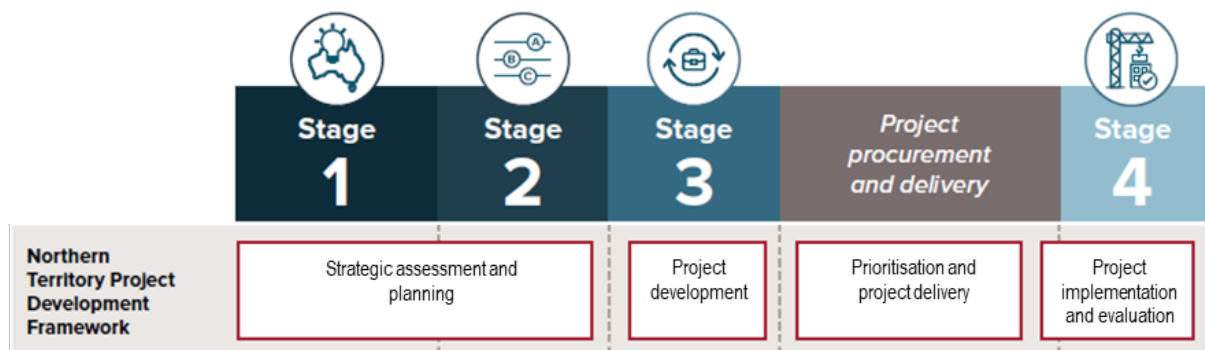 A
B
C
Stage
1
Stage
2
Stage
3
Project
procurement
and delivery
Stage
4
Northern
Territory Project
Development
Framework
Strategic assessment and
planning
Project
development
Prioritisation and
project delivery
Project
implementation
and evaluation